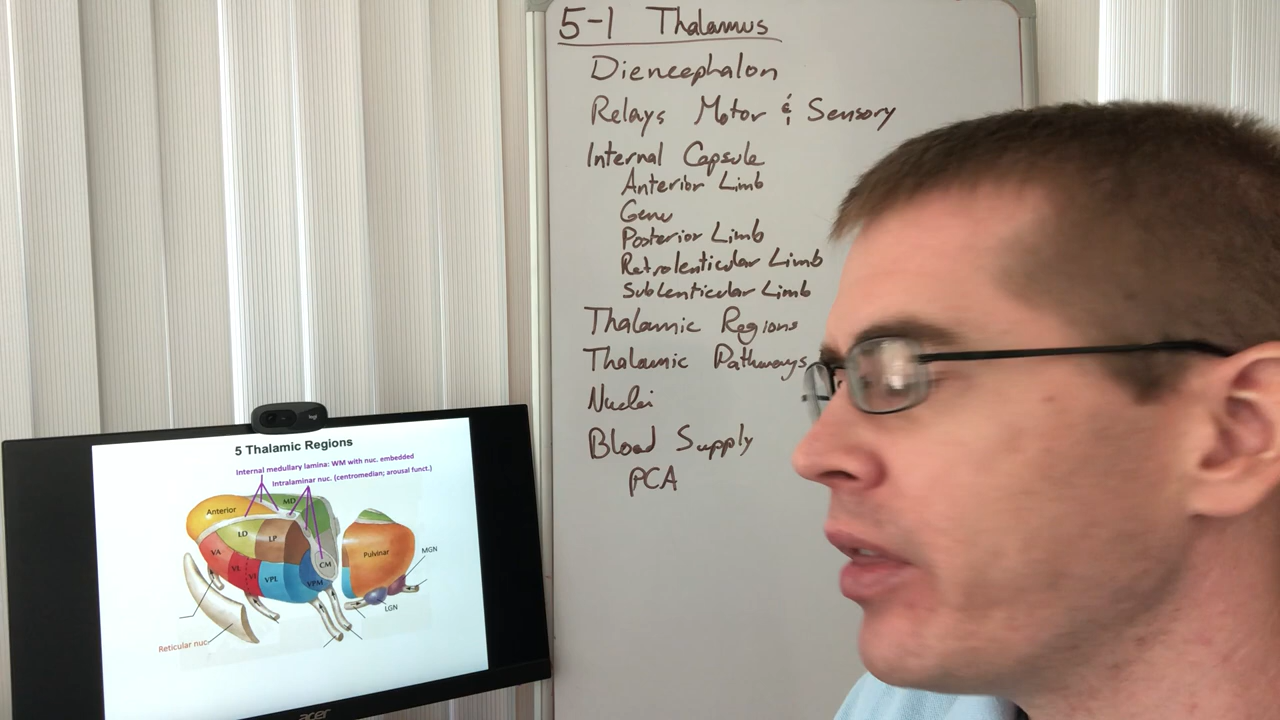 5-1 Thalamus
Diencephalon
Relays Motor & Sensory
Internal Capsule
Anterior Limb
Genu
Posterior Limb
Retrolenticular Limb
Sublenticular Limb
Thalamic Regions
Thalamic Pathways
Nuclei
Blood Supply
PCA
logi
5 Thalamic Regions
Internal medullary lamina: WM with nuc. embedded
Intralaminar nuc. (centromedian; arousal funct.)
MD
Anterior
LD
LP
VA
VL
VPL
VPM
CM
Pulvinar
MGN
LGN
Reticular nuc
acer